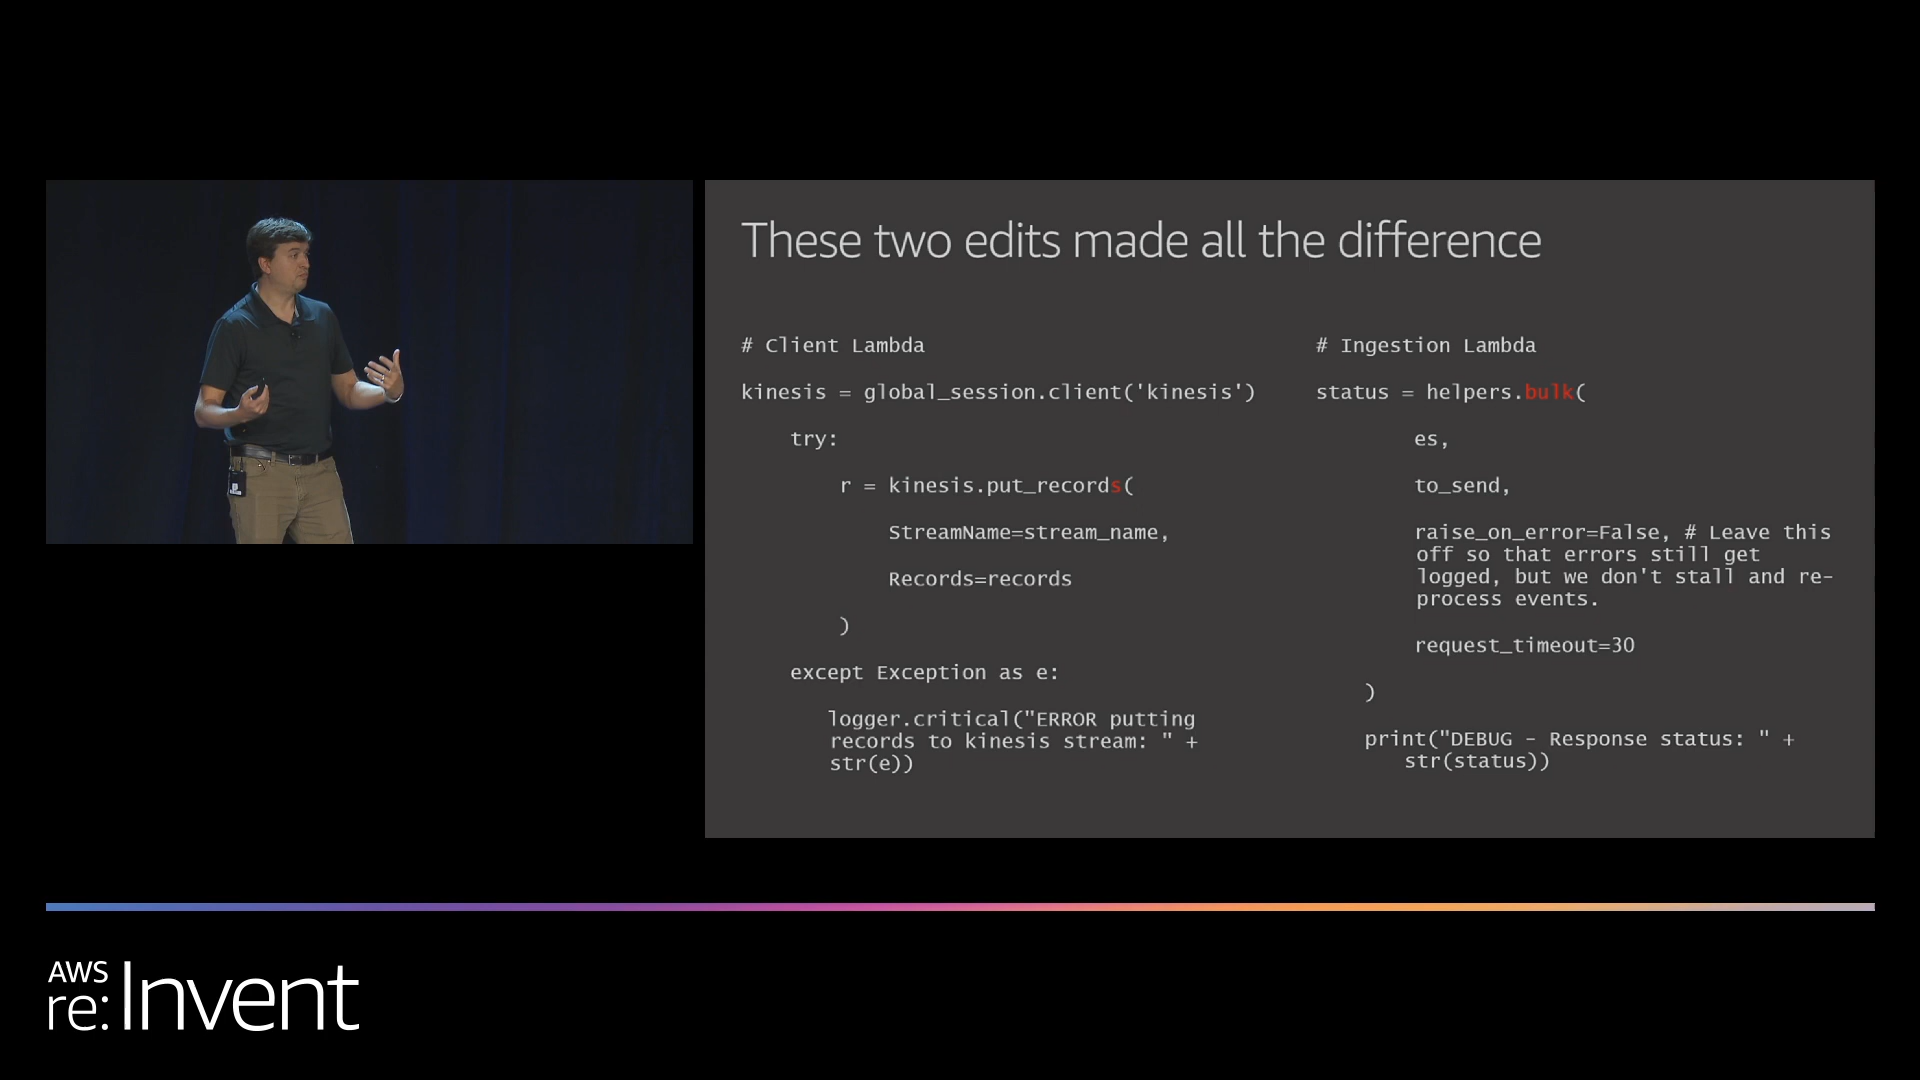 These two edits made all the difference
# Client Lambda
kinesis = global_session.client('kinesis')
try:
r = kinesis.put_records(
StreamName=stream_name,
Records=records
)
except Exception as e:
logger.critical("ERROR putting
records to kinesis stream: " +
str(e))
# Ingestion Lambda
status = helpers.bulk(
es,
to_send,
raise_on_error=False, # Leave this
off so that errors still get
logged, but we don't stall and re-
process events.
request_timeout=30
)
print("DEBUG - Response status: " +
str(status))
AWS
re:Invent